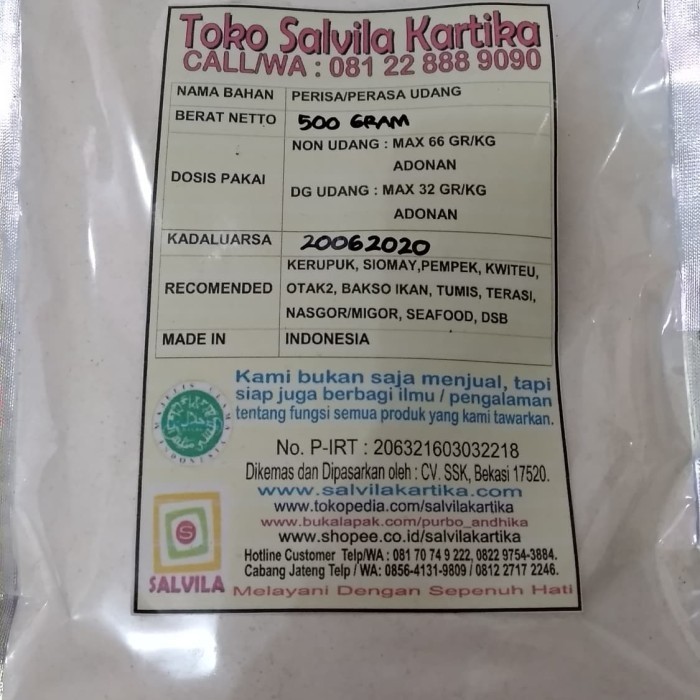 Toko Salvila Kartika
CALL/WA : 081 22 888 9090
NAMA BAHAN PERISA/PERASA UDANG
BERAT NETTO 500 GRAM
DOSIS PAKAI NON UDANG : MAX 66 GR/KG
ADONAN
DG UDANG : MAX 32 GR/KG
ADONAN
KADALUARSA 20062020
RECOMENDED KERUPUK, SIOMAY,PEMPEK, KWITEU,
OTAK2, BAKSO IKAN, TUMIS, TERASI,
NASGOR/MIGOR, SEAFOOD, DSB
MADE IN INDONESIA
Kami bukan saja menjual, tapi
siap juga berbagi ilmu / pengalaman
tentang fungsi semua produk yang kami tawarkan.
No. P-IRT : 206321603032218
Dikemas dan Dipasarkan oleh : CV. SSK, Bekasi 17520.
www.salvilakartika.com
www.tokopedia.com/salvilakartika
www.bukalapak.com/purbo_andhika
www.shopee.co.id/salvilakartika
Hotline Customer Telp/WA : 081 70 74 9 222, 0822 9754-3884.
Cabang Jateng Telp / WA: 0856-4131-9809 / 0812 2717 2246.
S
SALVILA
Melayani Dengan Sepenuh Hati